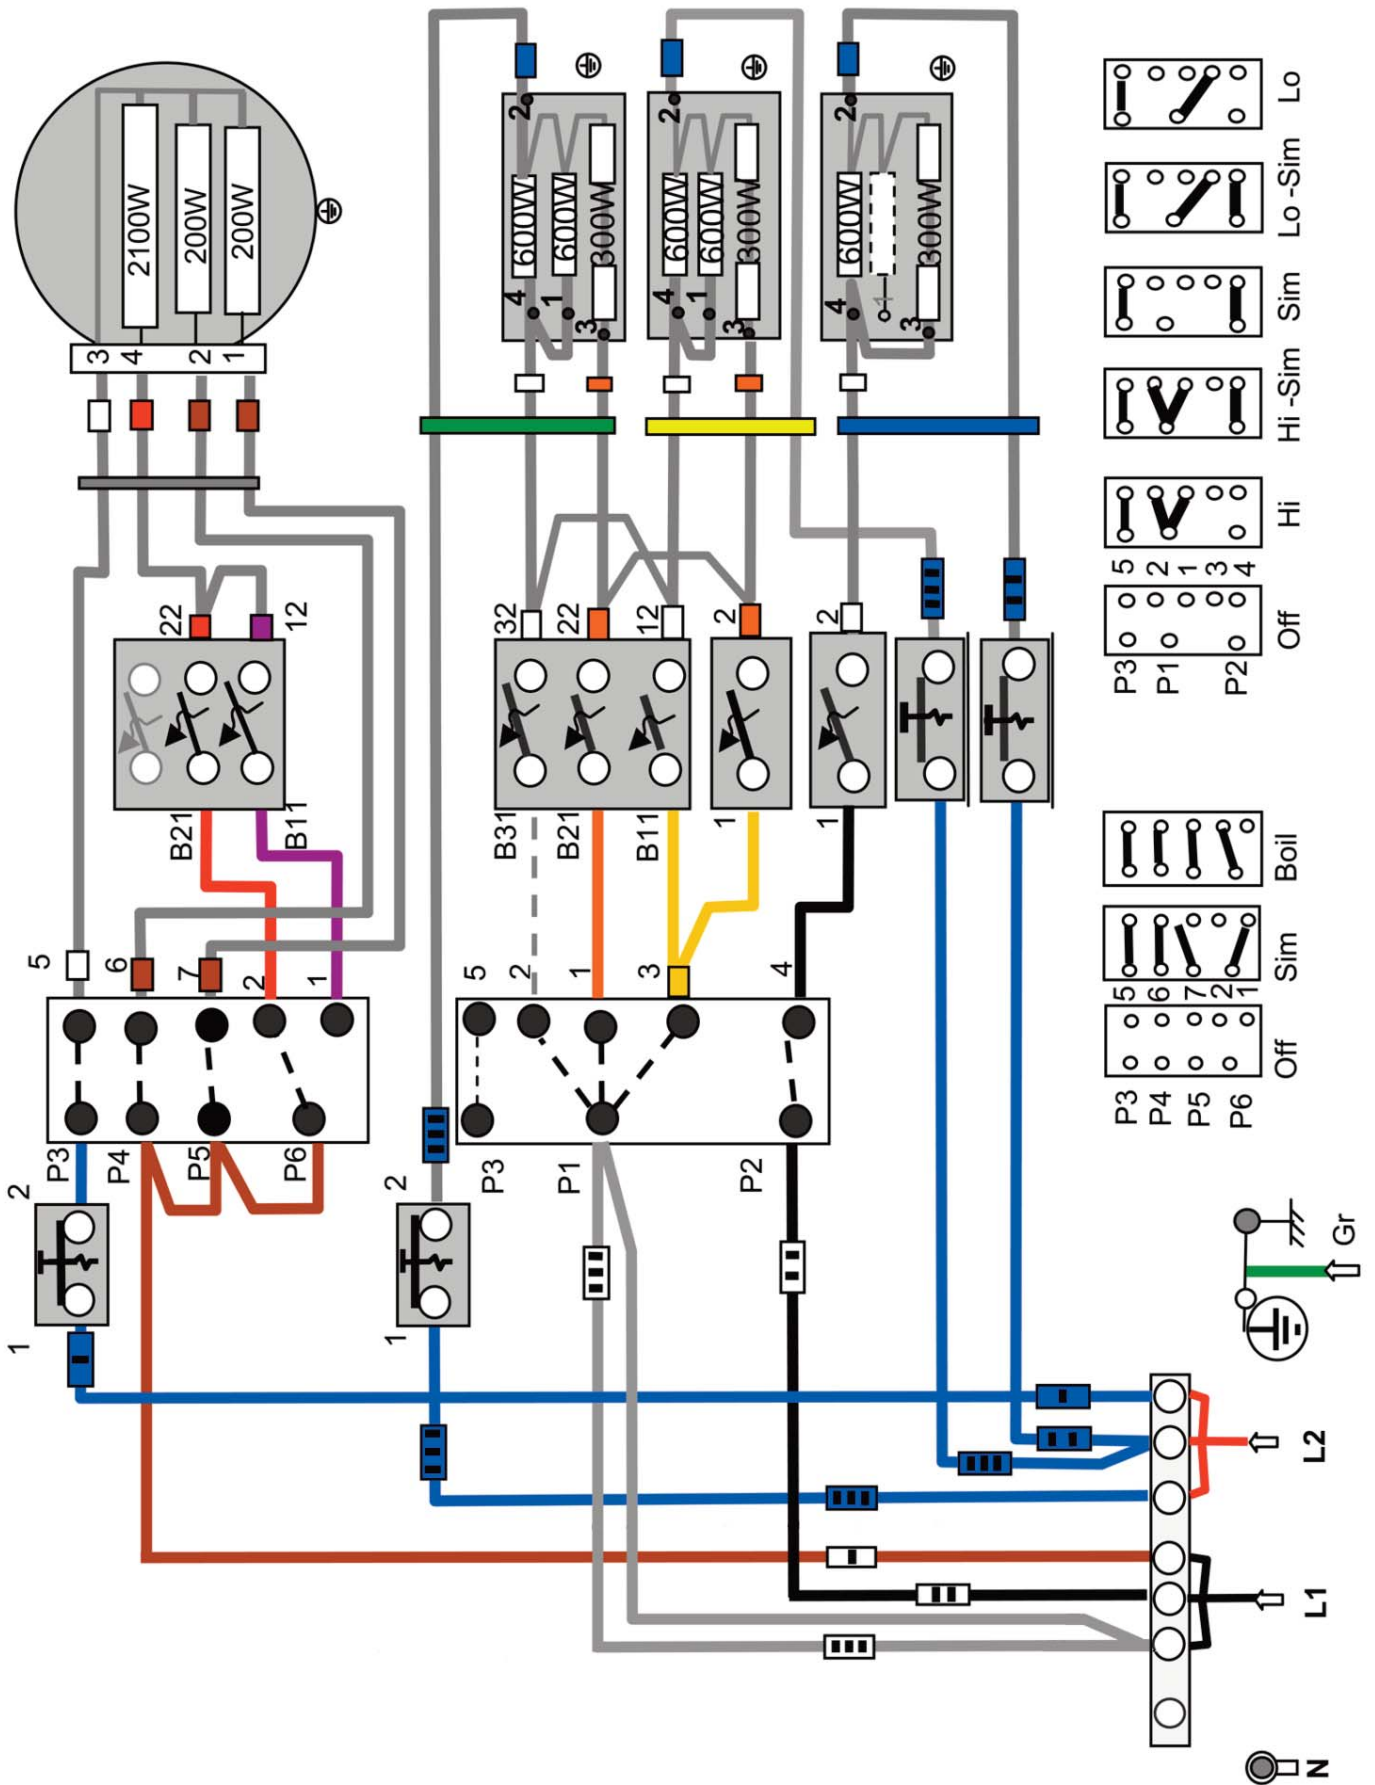 2100W
200W
200W
3
4
2
1
2
600W
4
600W
1
300W
3
2
600W
4
600W
1
300W
3
2
600W
4
1
300W
3
22
12
32
22
12
2
2
B21
B11
B31
B21
B11
1
1
5
6
7
2
1
5
2
1
3
4
P3
P4
P5
P6
P3
P1
P2
2
1
2
1
Lo
Lo -Sim
Sim
Hi -Sim
Hi
5
2
1
3
4
P3
P1
P2
Off
Boil
Sim
5
6
7
2
1
P3
P4
P5
P6
Off
Gr
L2
L1
N